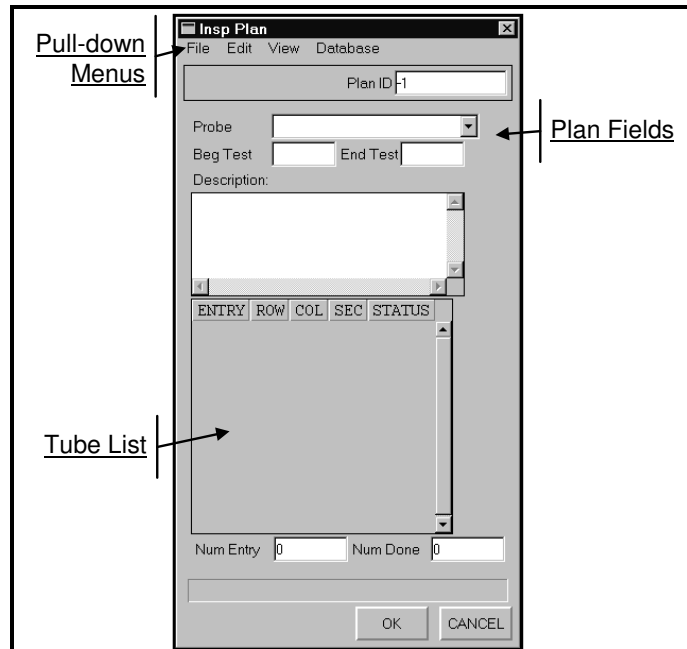 Insp Plan
Pull-down
Menus
File Edit View Database
Plan ID -1
Plan Fields
Probe
Beg Test End Test
Description:
ENTRY ROW COL SEC STATUS
Tube List
Num Entry 0 Num Done 0
OK CANCEL